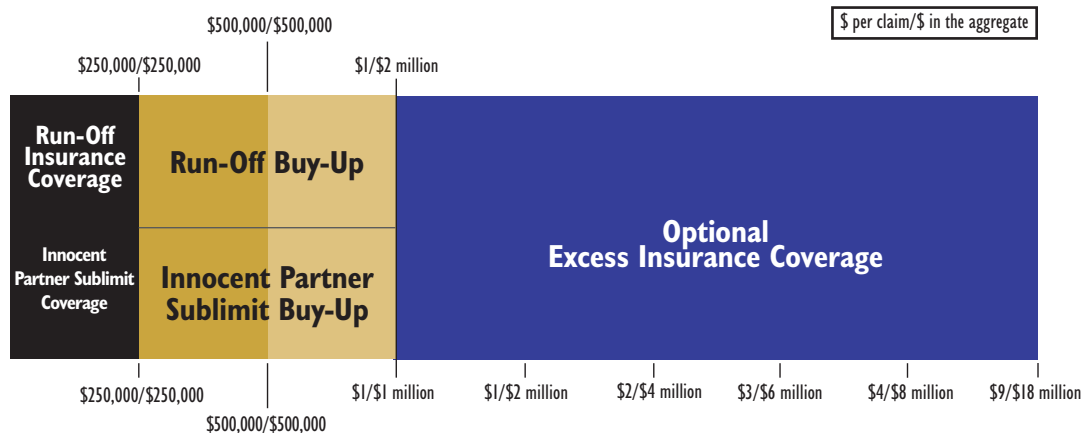 $ per claim/$ in the aggregate
$500,000/$500,000
$250,000/$250,000
$1/$2 million
Run-Off
Insurance
Coverage
Run-Off Buy-Up
Innocent
Partner Sublimit
Coverage
Innocent Partner
Sublimit Buy-Up
Optional
Excess Insurance Coverage
$250,000/$250,000
$500,000/$500,000
$1/$1 million
$1/$2 million
$2/$4 million
$3/$6 million
$4/$8 million
$9/$18 million